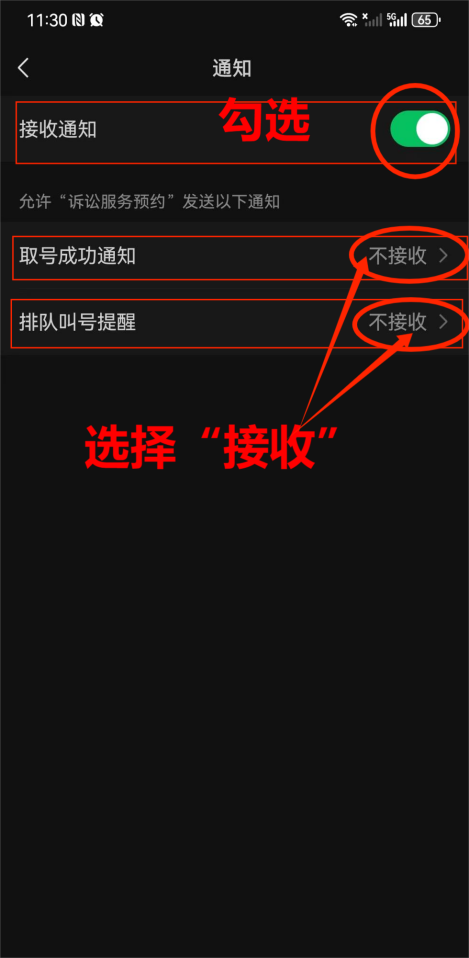 11:30 5G 65
通知
勾选
接收通知
允许“诉讼服务预约”发送以下通知
取号成功通知 不接收
排队叫号提醒 不接收
选择“接收”